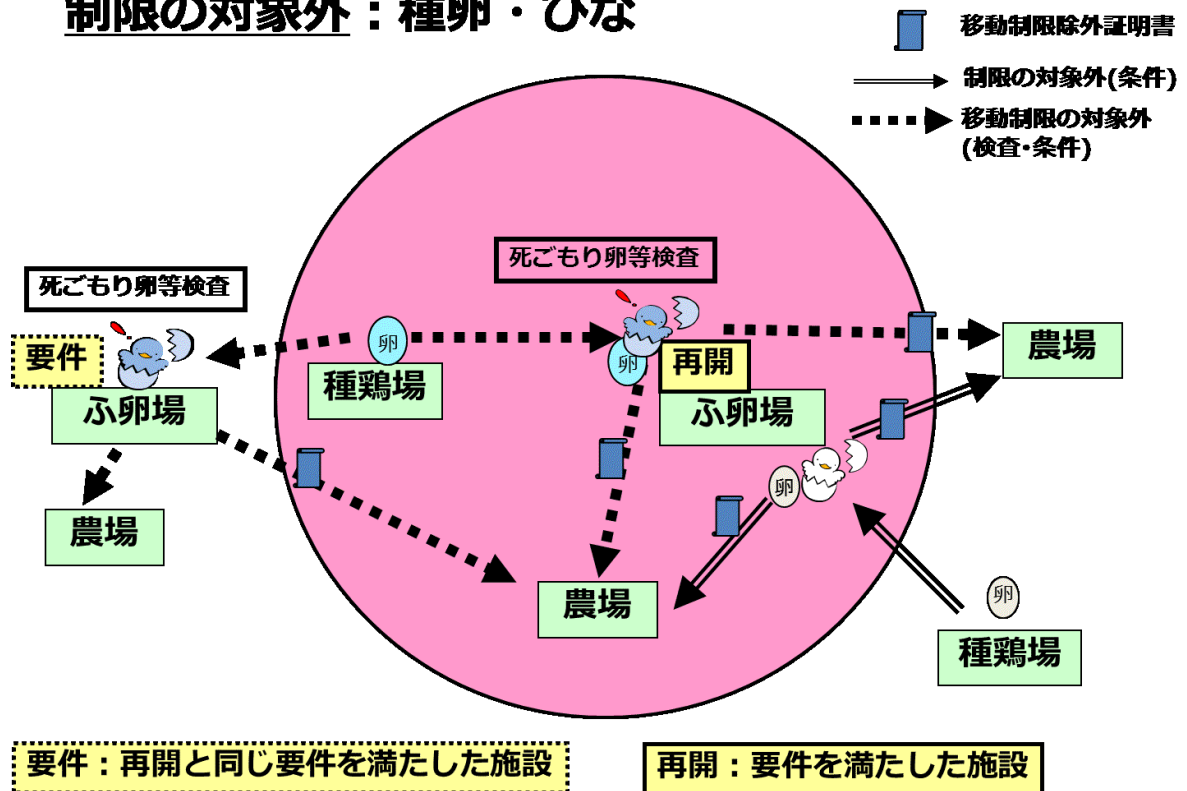 制限の対象外：種卵・ひな
移動制限除外証明書
制限の対象外(条件)
移動制限の対象外
(検査・条件)
死ごもり卵等検査
死ごもり卵等検査
要件
卵
種鶏場
卵
再開
農場
ふ卵場
ふ卵場
卵
農場
農場
卵
種鶏場
要件：再開と同じ要件を満たした施設
再開：要件を満たした施設